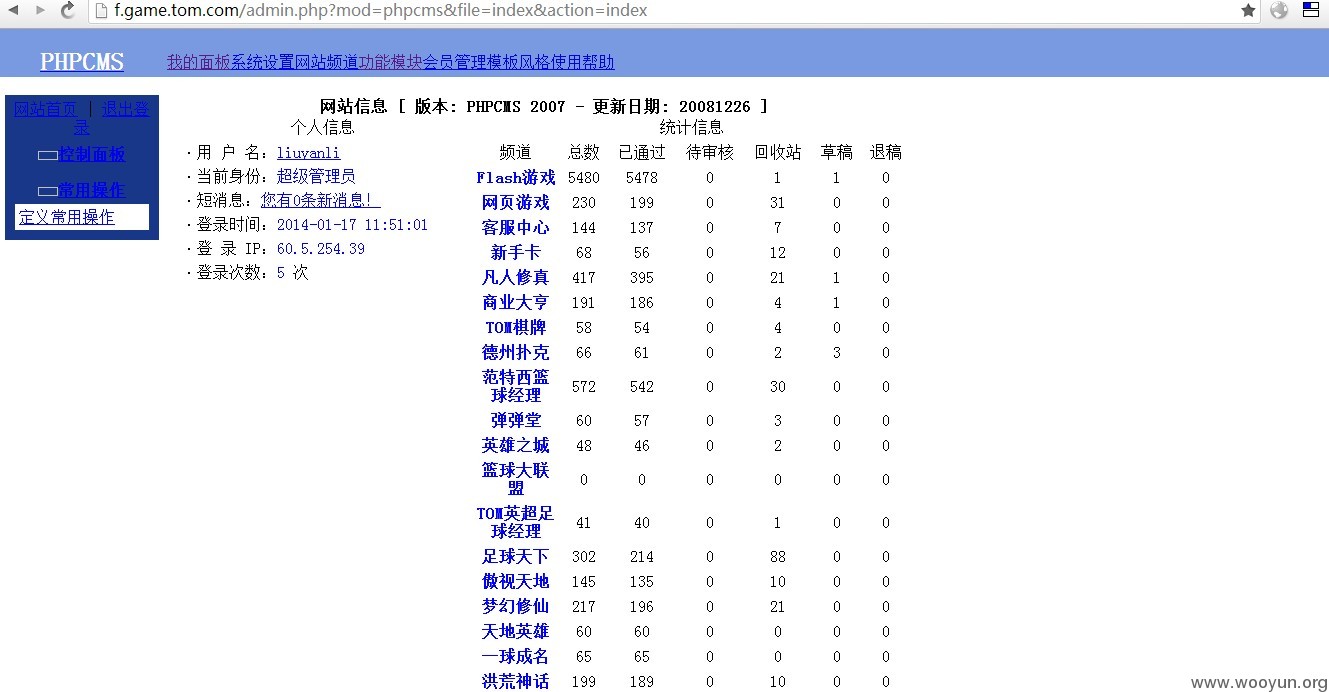 f.game.tom.com/admin.php?mod=phpcms&file=index&action=index
PHPCMS 我的面板系统设置网站频道功能模块会员管理模板风格使用帮助
网站首页 | 退出登
录
控制面板
常用操作
定义常用操作
网站信息 [ 版本: PHPCMS 2007 - 更新日期: 20081226 ]
个人信息
·用 户 名: liuyanli
·当前身份: 超级管理员
·短消息: 您有0条新消息!
·登录时间: 2014-01-17 11:51:01
·登 录 IP: 60.5.254.39
·登录次数: 5 次
统计信息
频道 总数 已通过 待审核 回收站 草稿 退稿
Flash游戏 5480 5478 0 1 1 0
网页游戏 230 199 0 31 0 0
客服中心 144 137 0 7 0 0
新手卡 68 56 0 12 0 0
凡人修真 417 395 0 21 1 0
商业大亨 191 186 0 4 1 0
TOM棋牌 58 54 0 4 0 0
德州扑克 66 61 0 2 3 0
范特西篮
球经理 572 542 0 30 0 0
弹弹堂 60 57 0 3 0 0
英雄之城 48 46 0 2 0 0
篮球大联
盟 0 0 0 0 0 0
TOM英超足
球经理 41 40 0 1 0 0
足球天下 302 214 0 88 0 0
傲视天地 145 135 0 10 0 0
梦幻修仙 217 196 0 21 0 0
天地英雄 60 60 0 0 0 0
一球成名 65 65 0 0 0 0
洪荒神话 199 189 0 10 0 0
www.wooyun.org